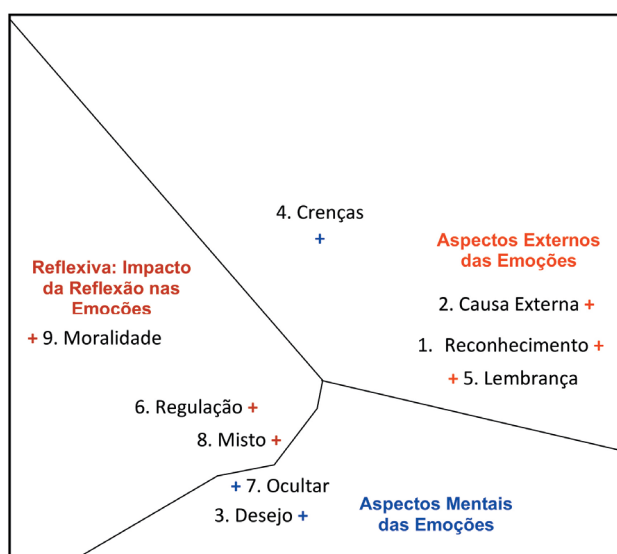 4. Crenças
+
Aspectos Externos
das Emoções
Reflexiva: Impacto
da Reflexão nas
Emoções
2. Causa Externa +
+ 9. Moralidade
1. Reconhecimento +
+ 5. Lembrança
6. Regulação +
8. Misto +
+ 7. Ocultar
3. Desejo +
Aspectos Mentais
das Emoções